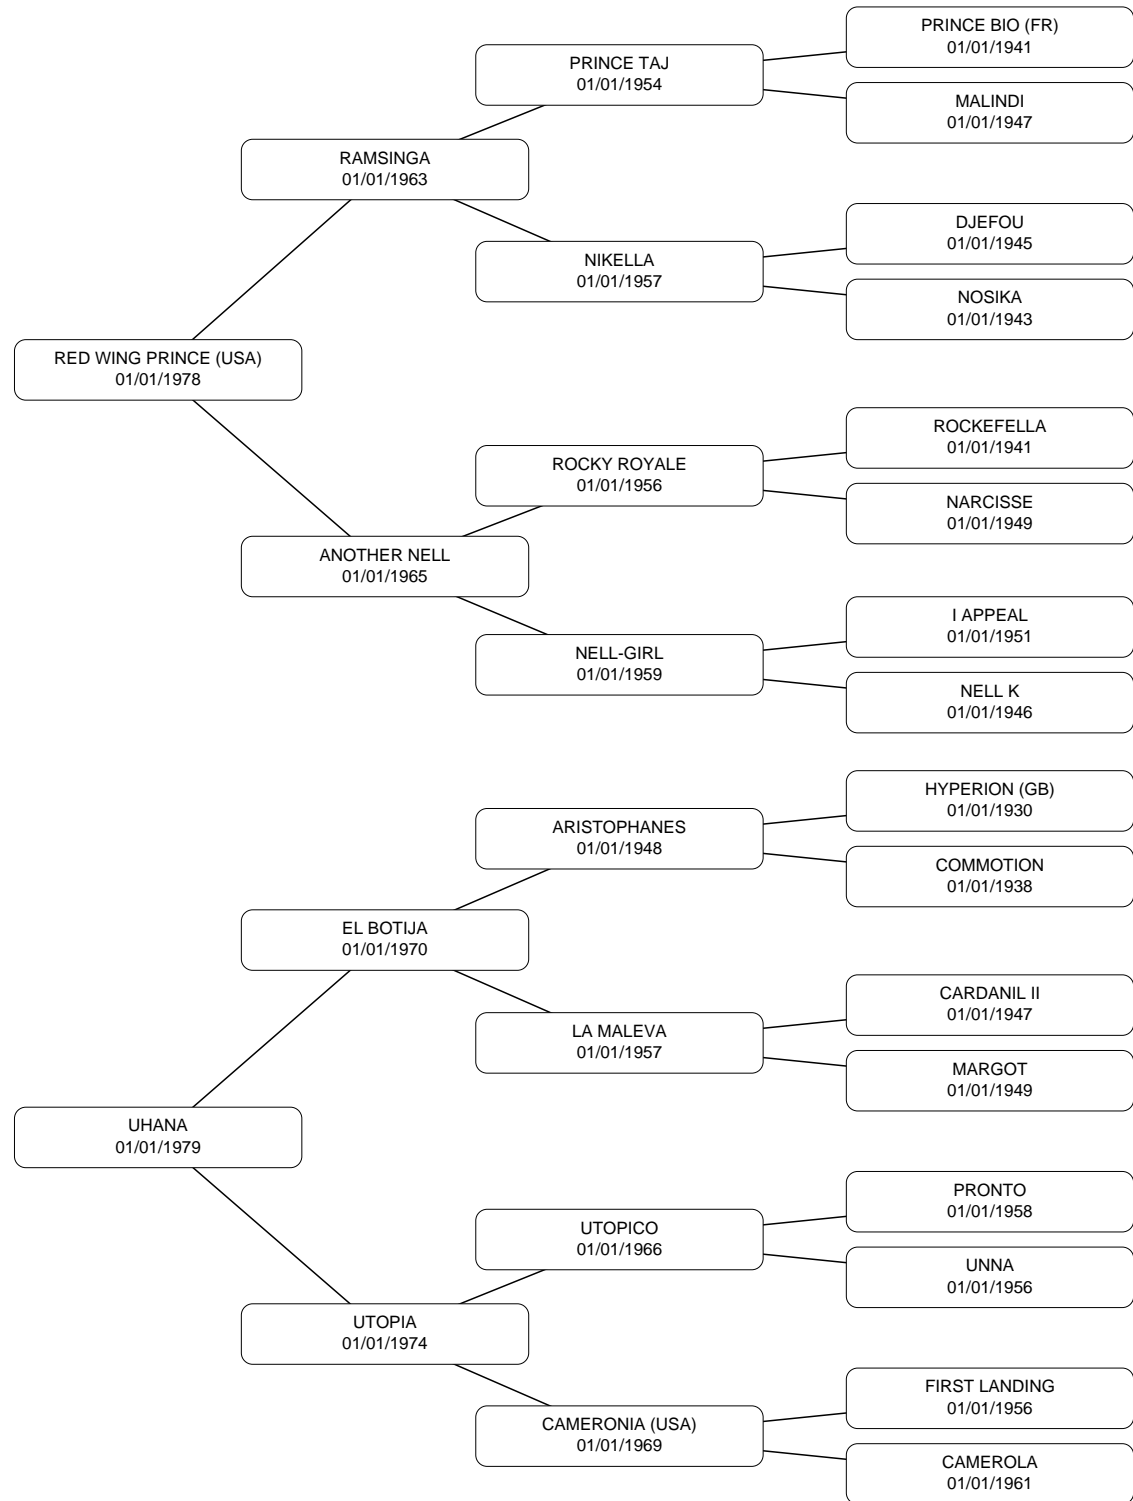 PRINCE BIO (FR)
01/01/1941
PRINCE TAJ
01/01/1954
MALINDI
01/01/1947
RAMSINGA
01/01/1963
DJEFOU
01/01/1945
NIKELLA
01/01/1957
NOSIKA
01/01/1943
RED WING PRINCE (USA)
01/01/1978
ROCKEFELLA
01/01/1941
ROCKY ROYALE
01/01/1956
NARCISSE
01/01/1949
ANOTHER NELL
01/01/1965
I APPEAL
01/01/1951
NELL-GIRL
01/01/1959
NELL K
01/01/1946
HYPERION (GB)
01/01/1930
ARISTOPHANES
01/01/1948
COMMOTION
01/01/1938
EL BOTIJA
01/01/1970
CARDANIL II
01/01/1947
LA MALEVA
01/01/1957
MARGOT
01/01/1949
UHANA
01/01/1979
PRONTO
01/01/1958
UTOPICO
01/01/1966
UNNA
01/01/1956
UTOPIA
01/01/1974
FIRST LANDING
01/01/1956
CAMERONIA (USA)
01/01/1969
CAMEROLA
01/01/1961